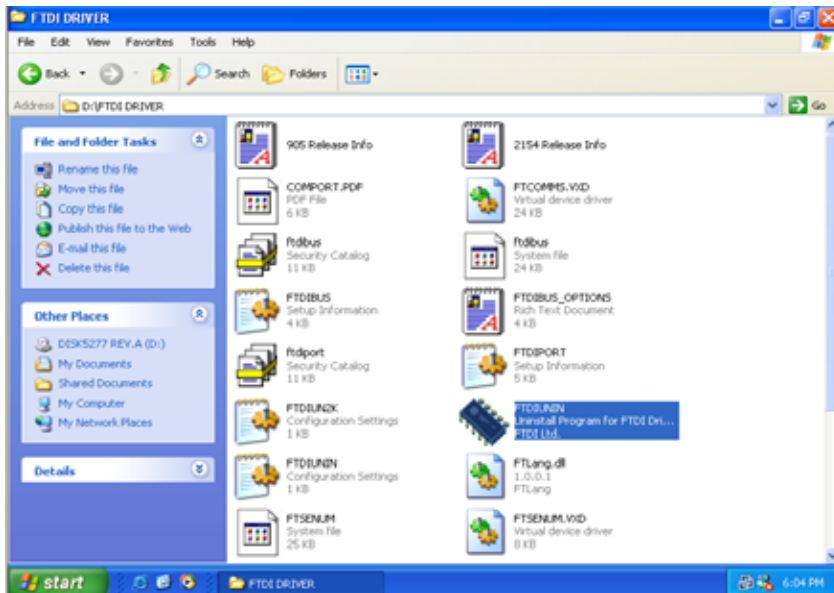 FTDI DRIVER
File Edit View Favorites Tools Help
Back Search Folders
Address D:\FTDI DRIVER Go
File and Folder Tasks
Rename this file
Move this file
Copy this file
Publish this file to the Web
E-mail this file
Delete this file
Other Places
DISK5277 REV.A (D:)
My Documents
Shared Documents
My Computer
My Network Places
Details
905 Release Info
2154 Release Info
COMPORT.PDF
PDF File
6 KB
FTCOMMS.VXD
Virtual device driver
24 KB
ftdibus
Security Catalog
11 KB
ftdibus
System file
24 KB
FTDIBUS
Setup Information
4 KB
FTDIBUS_OPTIONS
Rich Text Document
4 KB
ftdiport
Security Catalog
11 KB
FTDIPORT
Setup Information
5 KB
FTDIUN2K
Configuration Settings
1 KB
FTDIUNIN
Uninstall Program for FTDI Dri...
FTDI Ltd.
FTDIUNIN
Configuration Settings
1 KB
FTLang.dll
1.0.0.1
FTLang
FTSENUM
System file
25 KB
FTSENUM.VXD
Virtual device driver
8 KB
start FTDI DRIVER 6:04 PM